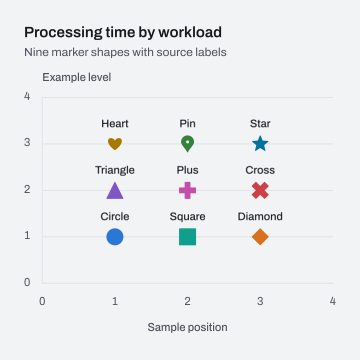 Processing time by workload
Nine marker shapes with source labels
Example level
4
Heart Pin Star
3
Triangle Plus Cross
2
Circle Square Diamond
1
0
0 1 2 3 4
Sample position